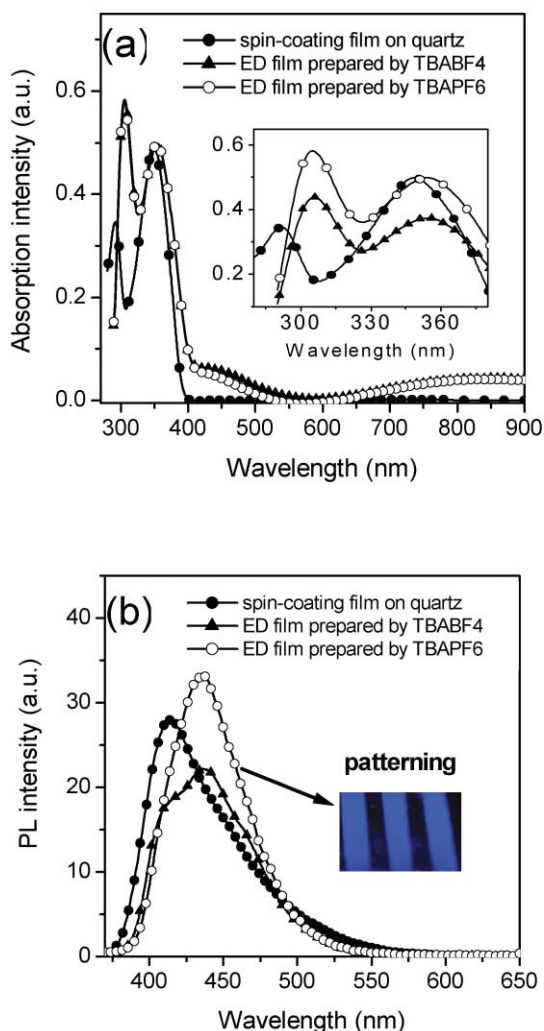 (a)
spin-coating film on quartz
ED film prepared by TBABF4
ED film prepared by TBAPF6
Absorption intensity (a.u.)
0.6
0.4
0.2
0.0
0.6
0.4
0.2
300 330 360
Wavelength (nm)
300 400 500 600 700 800 900
Wavelength (nm)
(b)
spin-coating film on quartz
ED film prepared by TBABF4
ED film prepared by TBAPF6
PL intensity (a.u.)
40
30
20
10
0
patterning
400 450 500 550 600 650
Wavelength (nm)